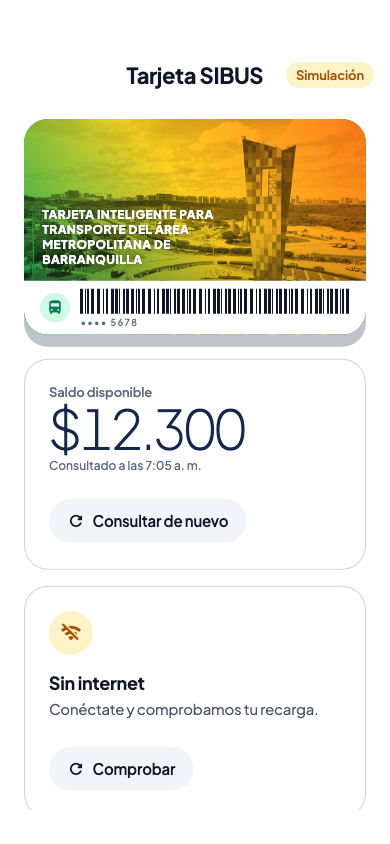 Tarjeta SIBUS
Simulación
TARJETA INTELIGENTE PARA
TRANSPORTE DEL ÁREA
METROPOLITANA DE
BARRANQUILLA
•••• 5678
Saldo disponible
$12.300
Consultado a las 7:05 a. m.
Consultar de nuevo
Sin internet
Conéctate y comprobamos tu recarga.
Comprobar